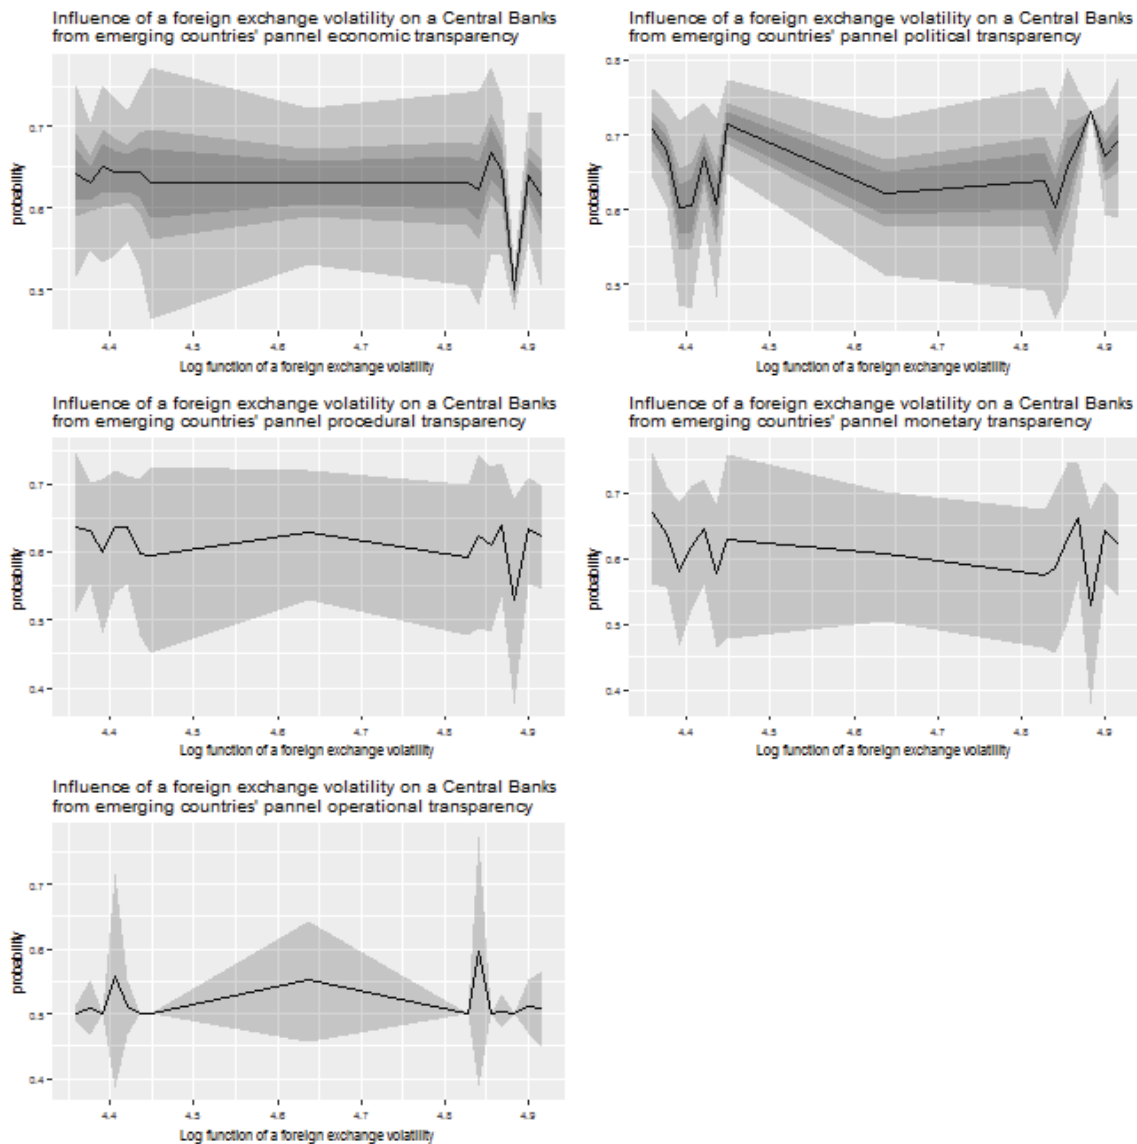 Influence of a foreign exchange volatility on a Central Banks
from emerging countries' pannel economic transparency
probability
0.7
0.6
0.5
4.4 4.5 4.6 4.7 4.8 4.9
Log function of a foreign exchange volatility
Influence of a foreign exchange volatility on a Central Banks
from emerging countries' pannel political transparency
probability
0.8
0.7
0.6
0.5
4.4 4.5 4.6 4.7 4.8 4.9
Log function of a foreign exchange volatility
Influence of a foreign exchange volatility on a Central Banks
from emerging countries' pannel procedural transparency
probability
0.7
0.6
0.5
0.4
4.4 4.5 4.6 4.7 4.8 4.9
Log function of a foreign exchange volatility
Influence of a foreign exchange volatility on a Central Banks
from emerging countries' pannel monetary transparency
probability
0.7
0.6
0.5
0.4
4.4 4.5 4.6 4.7 4.8 4.9
Log function of a foreign exchange volatility
Influence of a foreign exchange volatility on a Central Banks
from emerging countries' pannel operational transparency
probability
0.7
0.6
0.5
0.4
4.4 4.5 4.6 4.7 4.8 4.9
Log function of a foreign exchange volatility